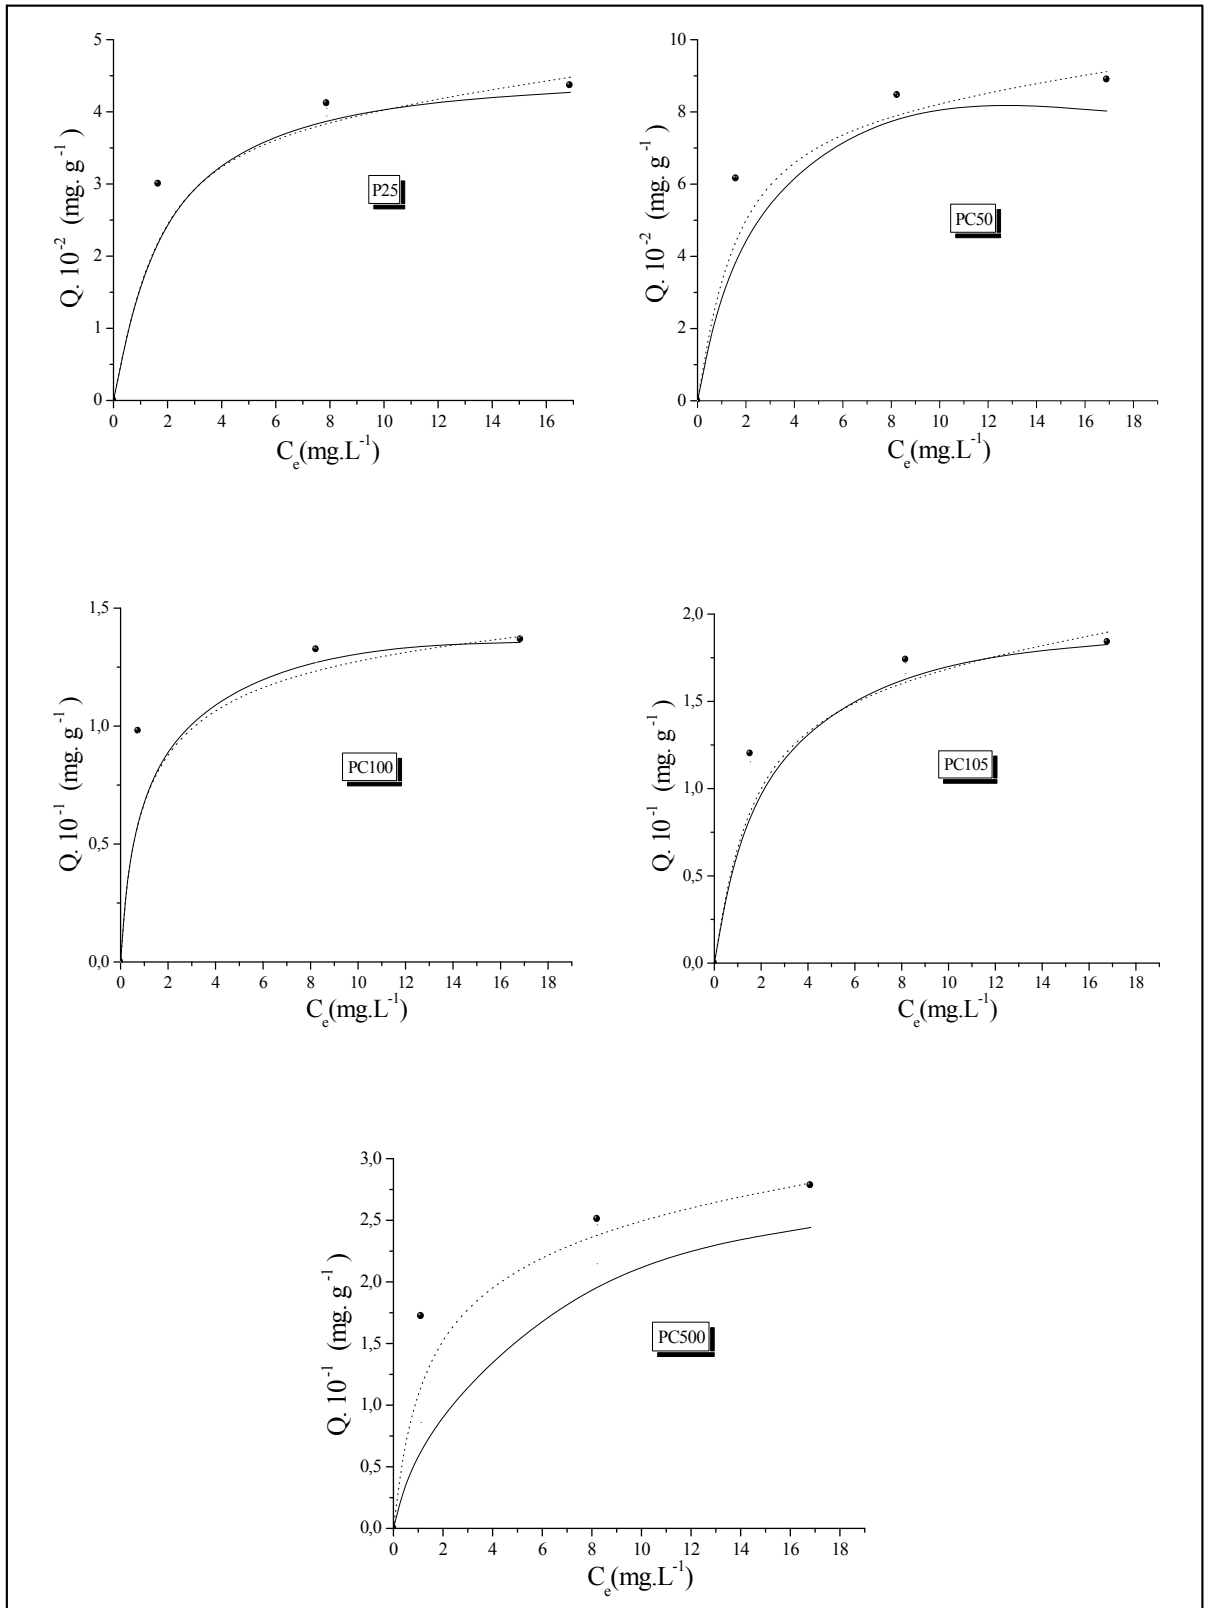 5
4
3
2
1
0
Q. 10⁻² (mg. g⁻¹)
P25
0 2 4 6 8 10 12 14 16
Cₑ(mg.L⁻¹)
10
8
6
4
2
0
Q. 10⁻² (mg. g⁻¹)
PC50
0 2 4 6 8 10 12 14 16 18
Cₑ(mg.L⁻¹)
1,5
1,0
0,5
0,0
Q. 10⁻¹ (mg. g⁻¹)
PC100
0 2 4 6 8 10 12 14 16 18
Cₑ(mg.L⁻¹)
2,0
1,5
1,0
0,5
0,0
Q. 10⁻¹ (mg. g⁻¹)
PC105
0 2 4 6 8 10 12 14 16 18
Cₑ(mg.L⁻¹)
3,0
2,5
2,0
1,5
1,0
0,5
0,0
Q. 10⁻¹ (mg. g⁻¹)
PC500
0 2 4 6 8 10 12 14 16 18
Cₑ(mg.L⁻¹)